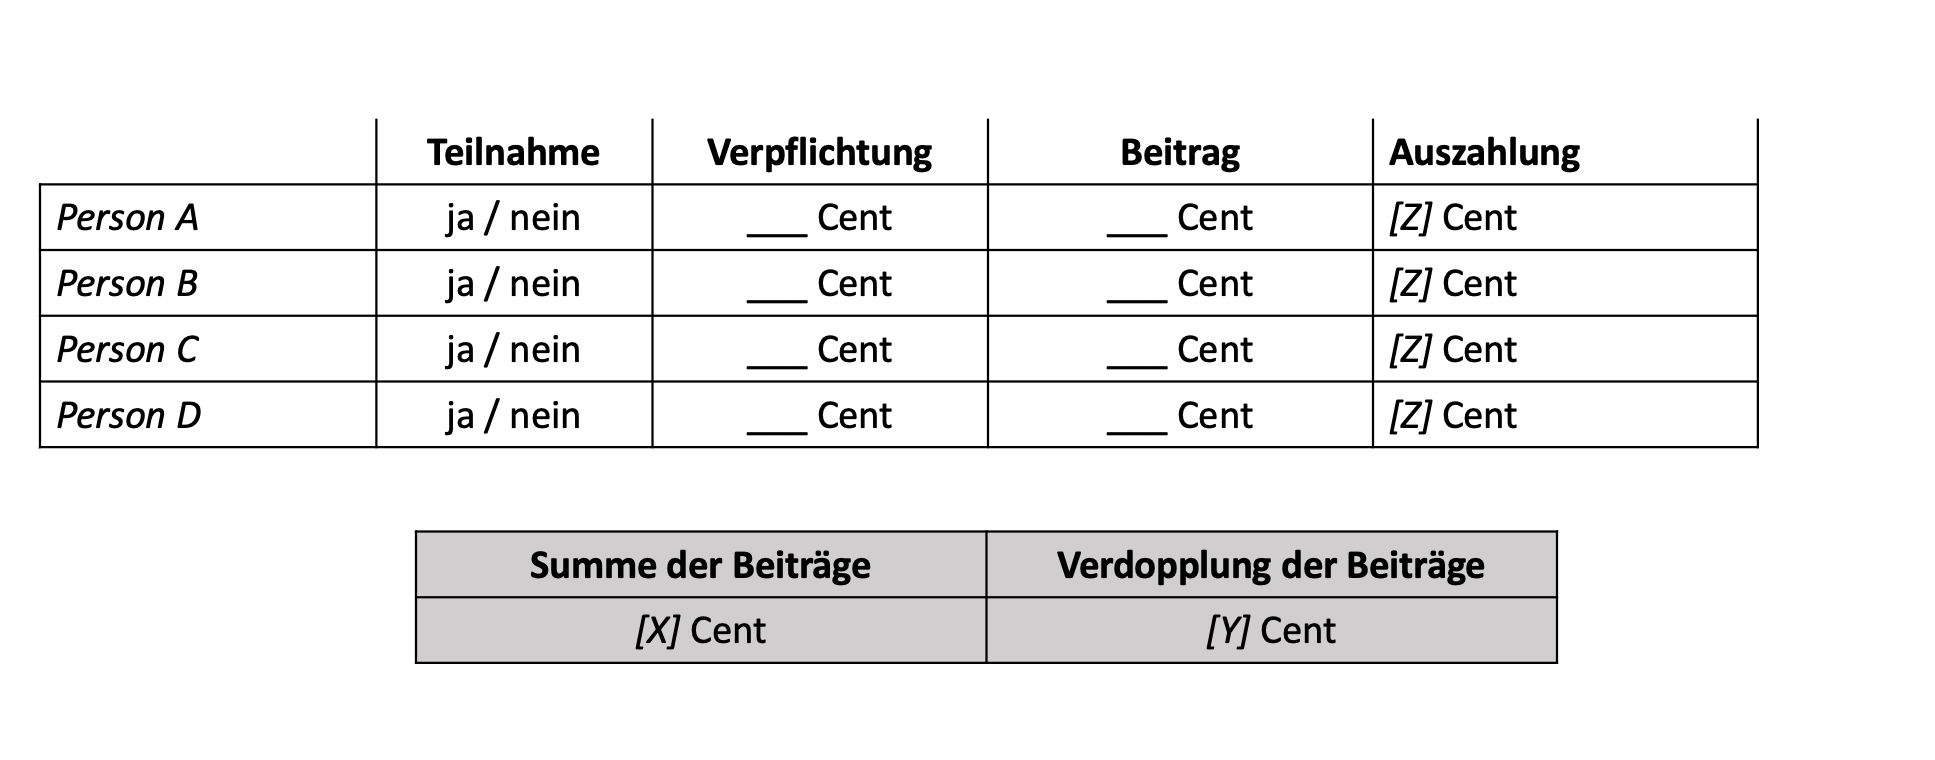 Teilnahme Verpflichtung Beitrag Auszahlung
Person A ja / nein ___ Cent ___ Cent [Z] Cent
Person B ja / nein ___ Cent ___ Cent [Z] Cent
Person C ja / nein ___ Cent ___ Cent [Z] Cent
Person D ja / nein ___ Cent ___ Cent [Z] Cent
Summe der Beiträge Verdopplung der Beiträge
[X] Cent [Y] Cent